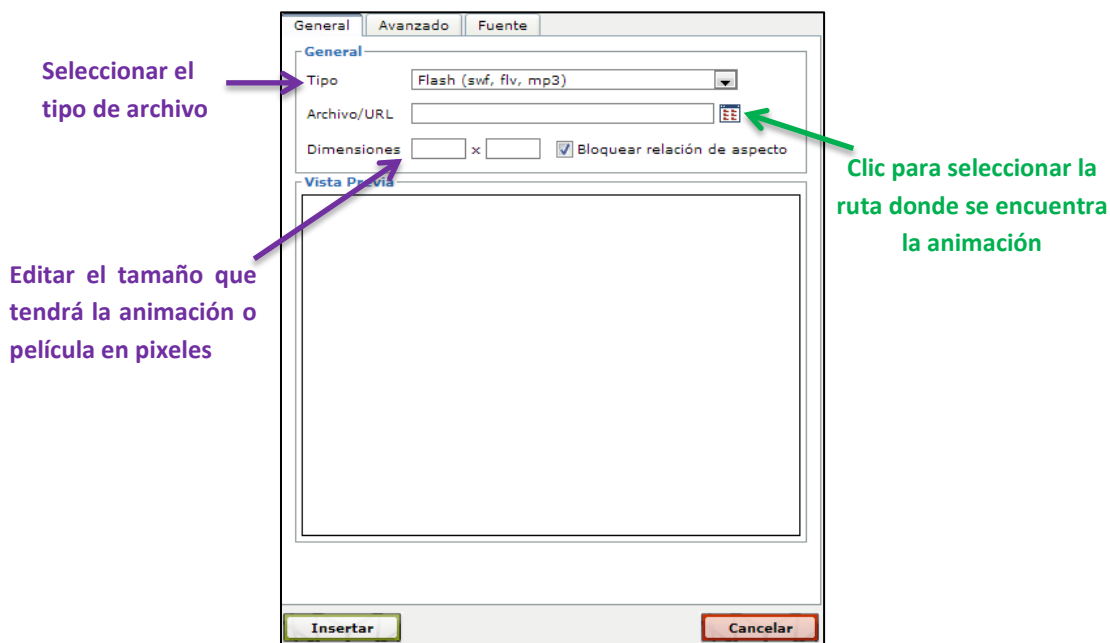 General Avanzado Fuente
General
Seleccionar el
tipo de archivo
Tipo Flash (swf, flv, mp3)
Archivo/URL
Dimensiones x Bloquear relación de aspecto
Clic para seleccionar la
ruta donde se encuentra
la animación
Vista Previa
Editar el tamaño que
tendrá la animación o
película en pixeles
Insertar Cancelar